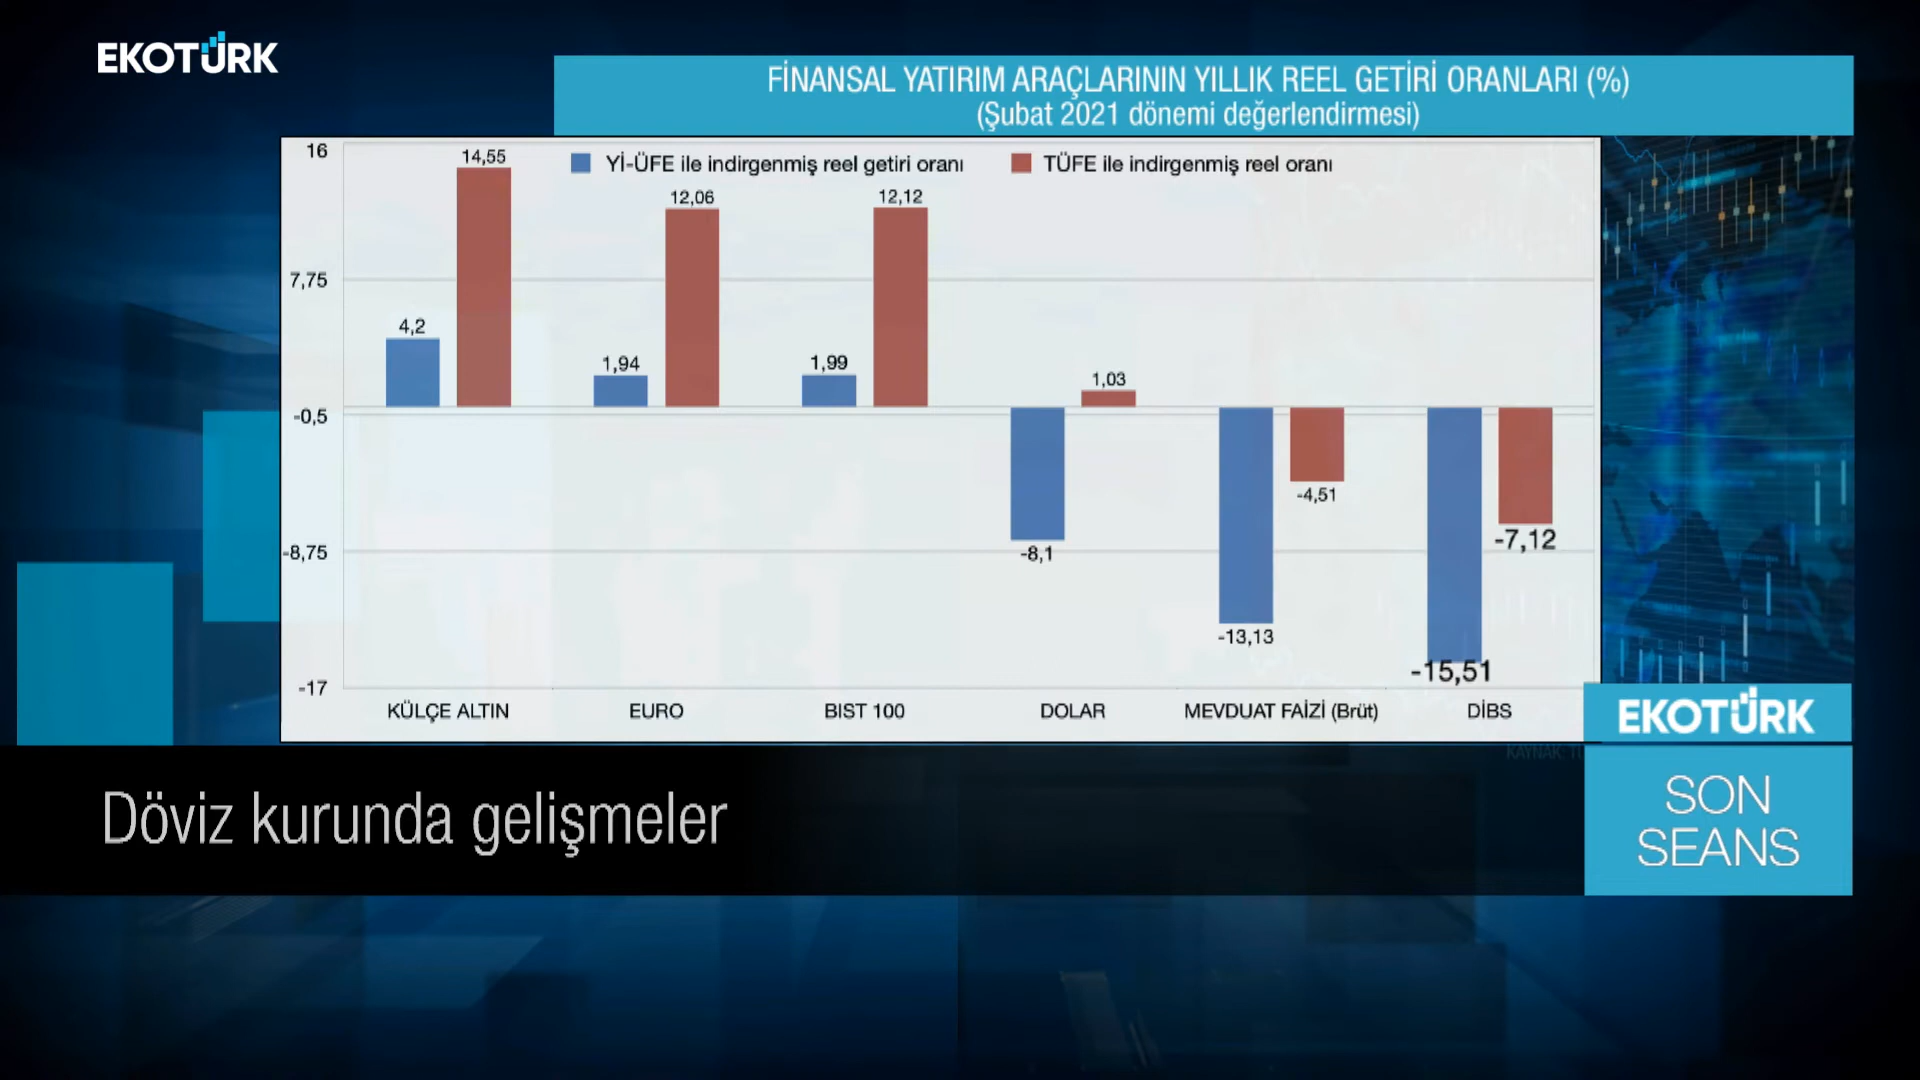 EKOTÜRK
FİNANSAL YATIRIM ARAÇLARININ YILLIK REEL GETİRİ ORANLARI (%)
(Şubat 2021 dönemi değerlendirmesi)
Yİ-ÜFE ile indirgenmiş reel getiri oranı
TÜFE ile indirgenmiş reel oranı
16
7,75
-0,5
-8,75
-17
4,2
14,55
1,94
12,06
1,99
12,12
-8,1
1,03
-13,13
-4,51
-15,51
-7,12
KÜLÇE ALTIN
EURO
BIST 100
DOLAR
MEVDUAT FAİZİ (Brüt)
DİBS
EKOTÜRK
KAYNAK:
Döviz kurunda gelişmeler
SON
SEANS